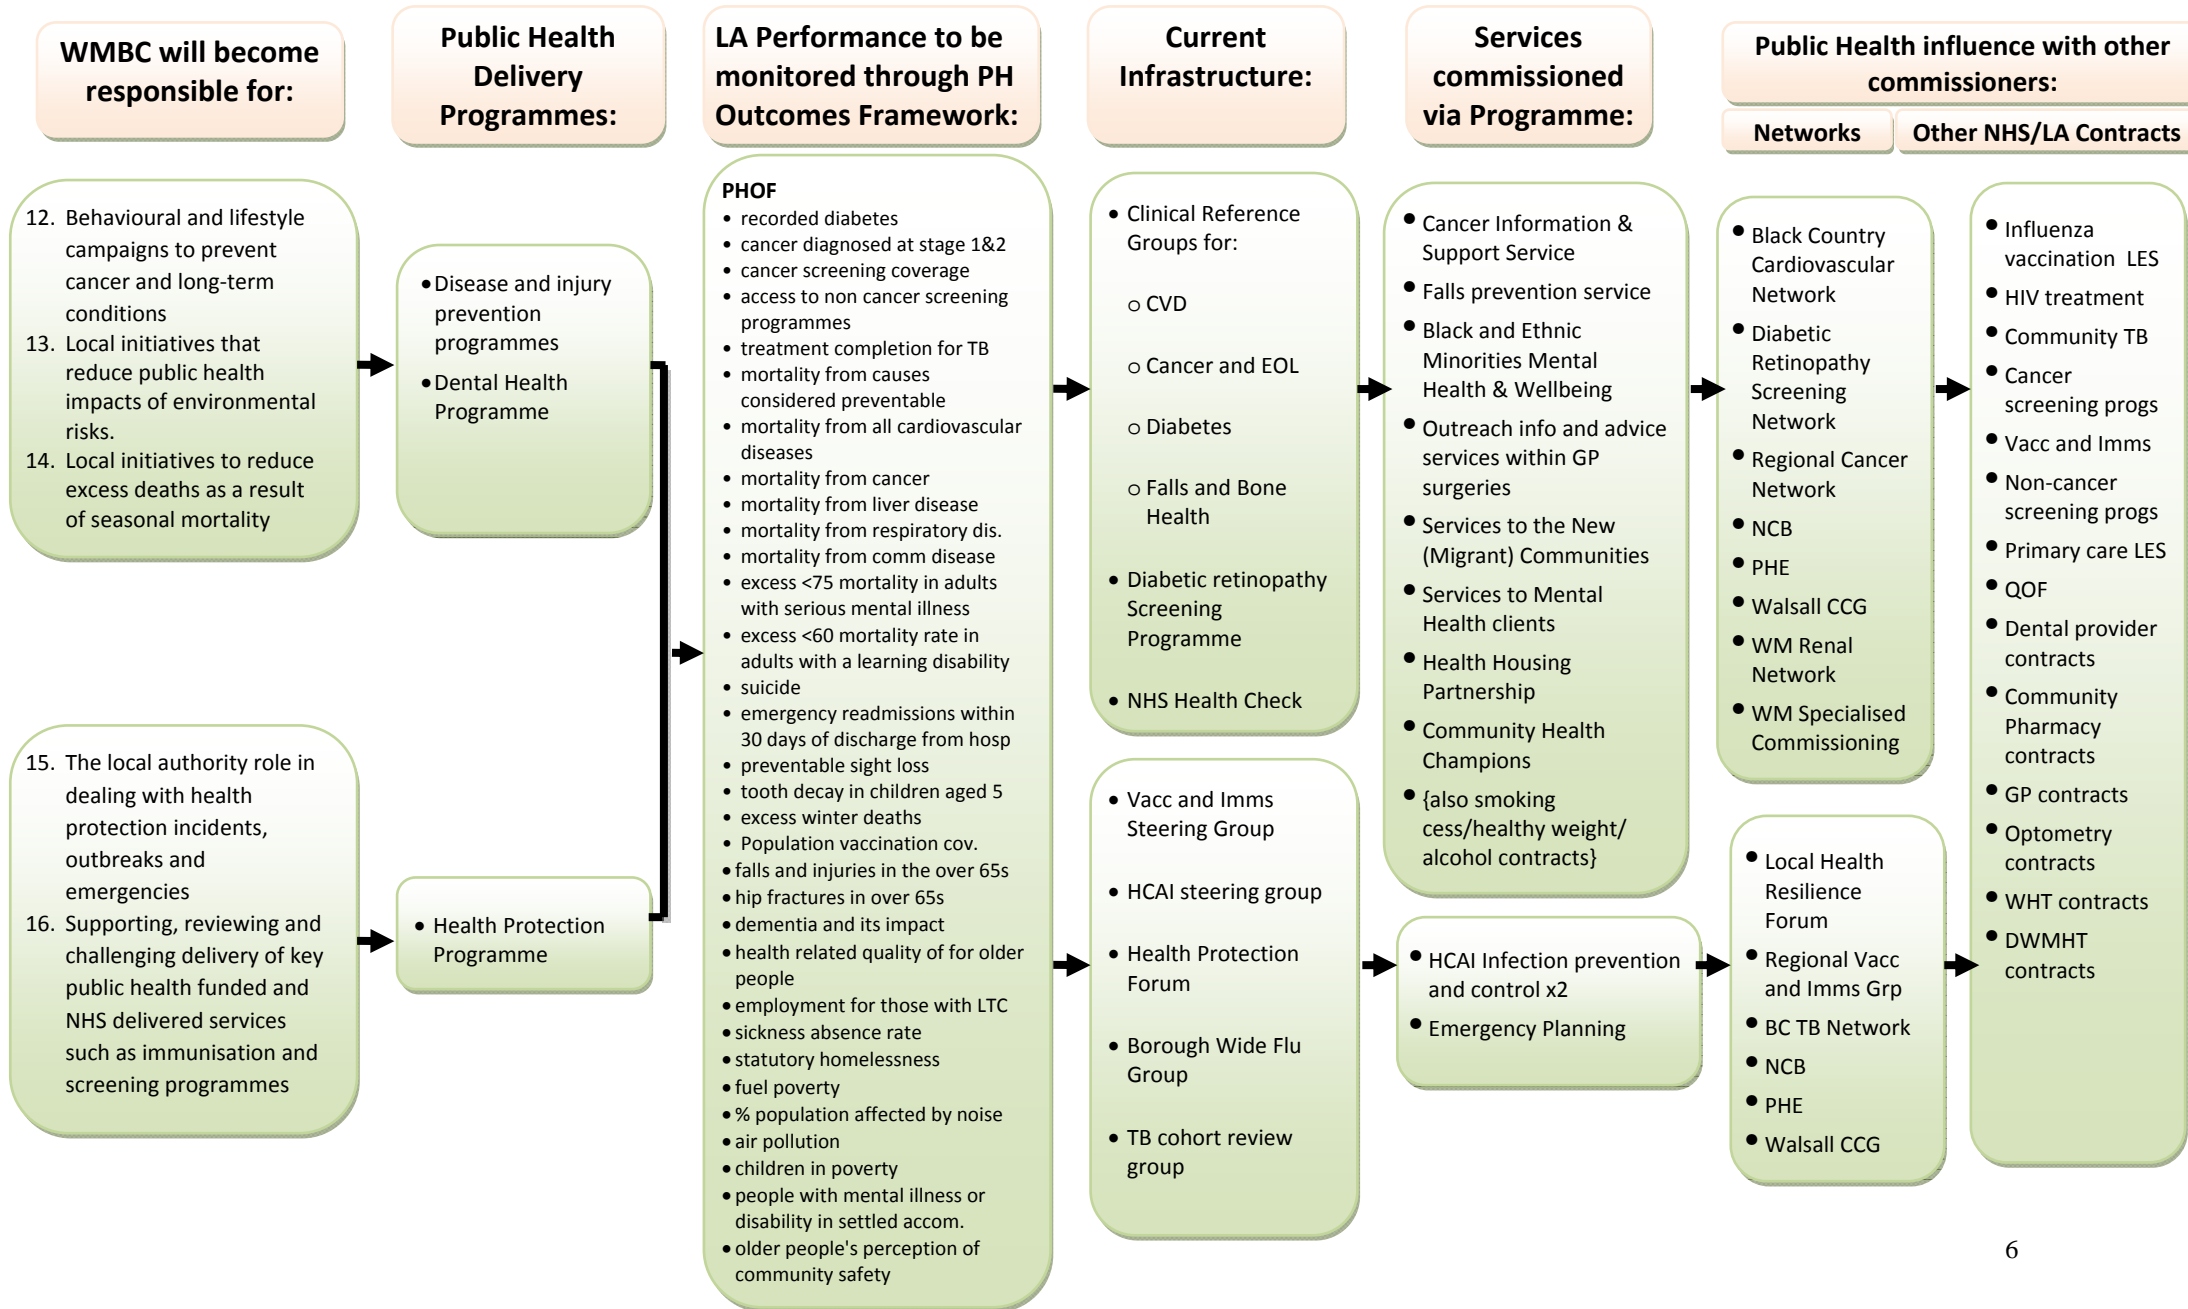 WMBC will become
responsible for:
Public Health
Delivery
Programmes:
LA Performance to be
monitored through PH
Outcomes Framework:
Current
Infrastructure:
Services
commissioned
via Programme:
Public Health influence with other
commissioners:
Networks
Other NHS/LA Contracts
12. Behavioural and lifestyle
campaigns to prevent
cancer and long-term
conditions
13. Local initiatives that
reduce public health
impacts of environmental
risks.
14. Local initiatives to reduce
excess deaths as a result
of seasonal mortality
15. The local authority role in
dealing with health
protection incidents,
outbreaks and
emergencies
16. Supporting, reviewing and
challenging delivery of key
public health funded and
NHS delivered services
such as immunisation and
screening programmes
• Disease and injury
prevention
programmes
• Dental Health
Programme
• Health Protection
Programme
PHOF
• recorded diabetes
• cancer diagnosed at stage 1&2
• cancer screening coverage
• access to non cancer screening
programmes
• treatment completion for TB
• mortality from causes
considered preventable
• mortality from all cardiovascular
diseases
• mortality from cancer
• mortality from liver disease
• mortality from respiratory dis.
• mortality from comm disease
• excess <75 mortality in adults
with serious mental illness
• excess <60 mortality rate in
adults with a learning disability
• suicide
• emergency readmissions within
30 days of discharge from hosp
• preventable sight loss
• tooth decay in children aged 5
• excess winter deaths
• Population vaccination cov.
• falls and injuries in the over 65s
• hip fractures in over 65s
• dementia and its impact
• health related quality of for older
people
• employment for those with LTC
• sickness absence rate
• statutory homelessness
• fuel poverty
• % population affected by noise
• air pollution
• children in poverty
• people with mental illness or
disability in settled accom.
• older people's perception of
community safety
• Clinical Reference
Groups for:
o CVD
o Cancer and EOL
o Diabetes
o Falls and Bone
Health
• Diabetic retinopathy
Screening
Programme
• NHS Health Check
• Vacc and Imms
Steering Group
• HCAI steering group
• Health Protection
Forum
• Borough Wide Flu
Group
• TB cohort review
group
• Cancer Information &
Support Service
• Falls prevention service
• Black and Ethnic
Minorities Mental
Health & Wellbeing
• Outreach info and advice
services within GP
surgeries
• Services to the New
(Migrant) Communities
• Services to Mental
Health clients
• Health Housing
Partnership
• Community Health
Champions
• {also smoking
cess/healthy weight/
alcohol contracts}
• HCAI Infection prevention
and control x2
• Emergency Planning
• Black Country
Cardiovascular
Network
• Diabetic
Retinopathy
Screening
Network
• Regional Cancer
Network
• NCB
• PHE
• Walsall CCG
• WM Renal
Network
• WM Specialised
Commissioning
• Local Health
Resilience
Forum
• Regional Vacc
and Imms Grp
• BC TB Network
• NCB
• PHE
• Walsall CCG
• Influenza
vaccination LES
• HIV treatment
• Community TB
• Cancer
screening progs
• Vacc and Imms
• Non-cancer
screening progs
• Primary care LES
• QOF
• Dental provider
contracts
• Community
Pharmacy
contracts
• GP contracts
• Optometry
contracts
• WHT contracts
• DWMHT
contracts
6